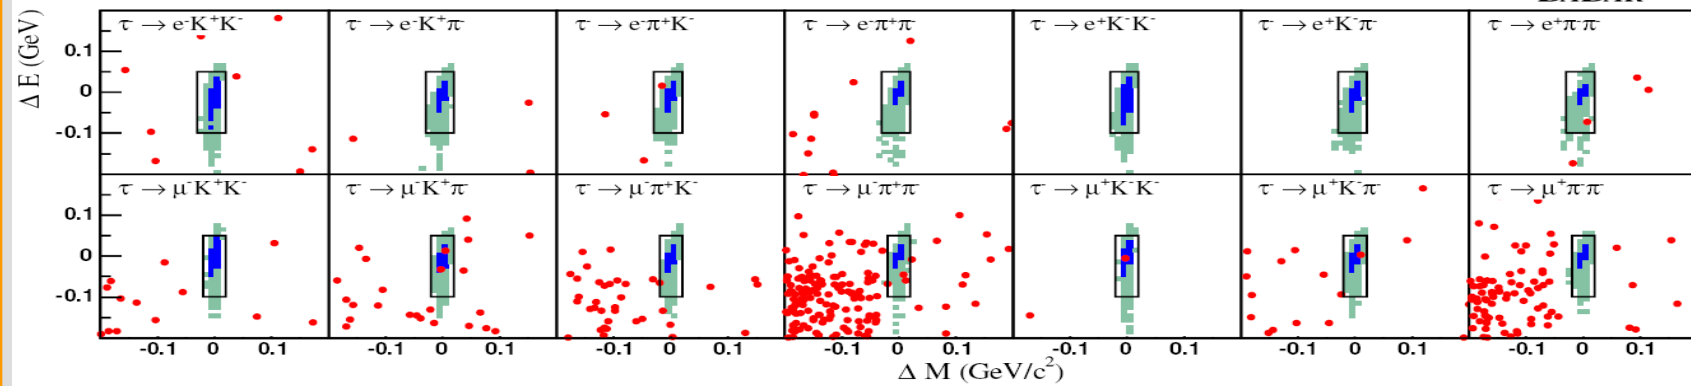 τ⁻ → e⁻K⁺K⁻ τ⁻ → e⁻K⁺π⁻ τ⁻ → e⁻π⁺K⁻ τ⁻ → e⁻π⁺π⁻ τ⁻ → e⁺K⁻K⁻ τ⁻ → e⁺K⁻π⁻ τ⁻ → e⁺π⁻π⁻
Δ E (GeV)
0.1
0
-0.1
τ⁻ → μ⁻K⁺K⁻ τ⁻ → μ⁻K⁺π⁻ τ⁻ → μ⁻π⁺K⁻ τ⁻ → μ⁻π⁺π⁻ τ⁻ → μ⁺K⁻K⁻ τ⁻ → μ⁺K⁻π⁻ τ⁻ → μ⁺π⁻π⁻
0.1
0
-0.1
-0.1 0 0.1 -0.1 0 0.1 -0.1 0 0.1 -0.1 0 0.1 -0.1 0 0.1 -0.1 0 0.1 -0.1 0 0.1
Δ M (GeV/c²)